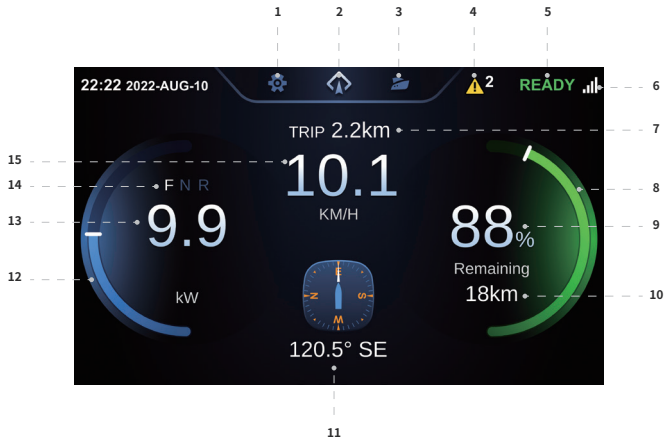 1 2 3 4 5
22:22 2022-AUG-10
2 READY
6
TRIP 2.2km
7
15
10.1
KM/H
14
F N R
8
13
9.9
kW
88%
9
Remaining
18km
10
12
E
N S
W
120.5° SE
11